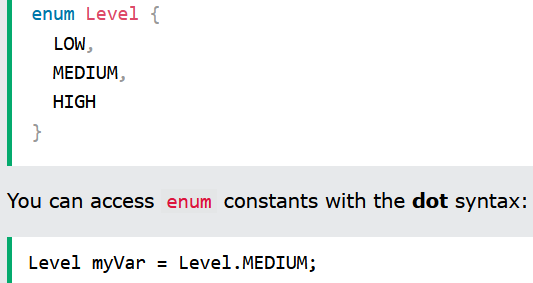 enum Level {
LOW,
MEDIUM,
HIGH
}
You can access enum constants with the dot syntax:
Level myVar = Level.MEDIUM;